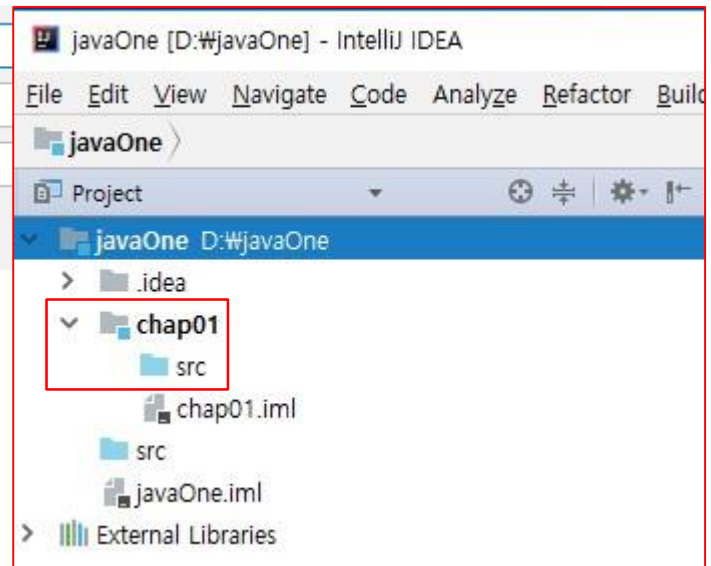 javaOne [D:₩javaOne] - IntelliJ IDEA
File Edit View Navigate Code Analyze Refactor Build
javaOne
Project
javaOne D:₩javaOne
.idea
chap01
src
chap01.iml
src
javaOne.iml
External Libraries